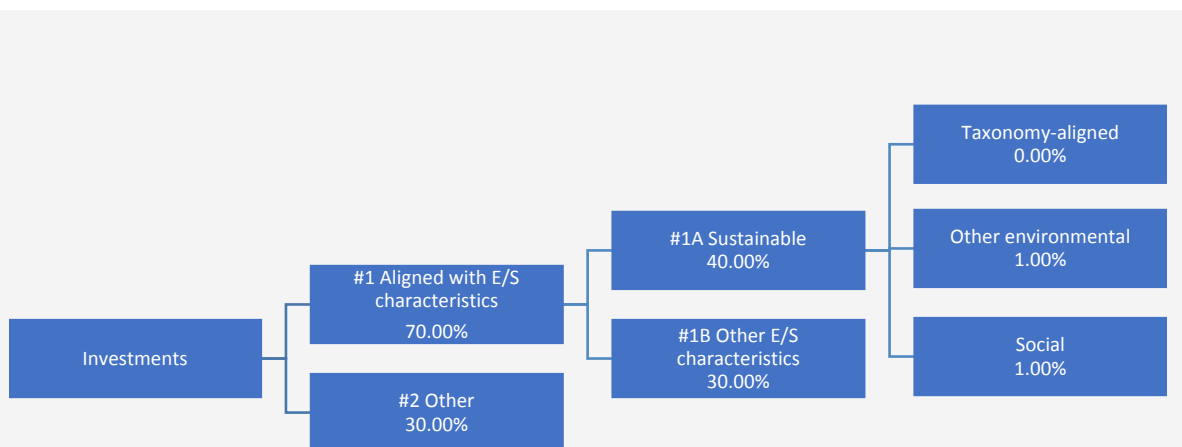 Investments
#1 Aligned with E/S
characteristics
70.00%
#2 Other
30.00%
#1A Sustainable
40.00%
#1B Other E/S
characteristics
30.00%
Taxonomy-aligned
0.00%
Other environmental
1.00%
Social
1.00%